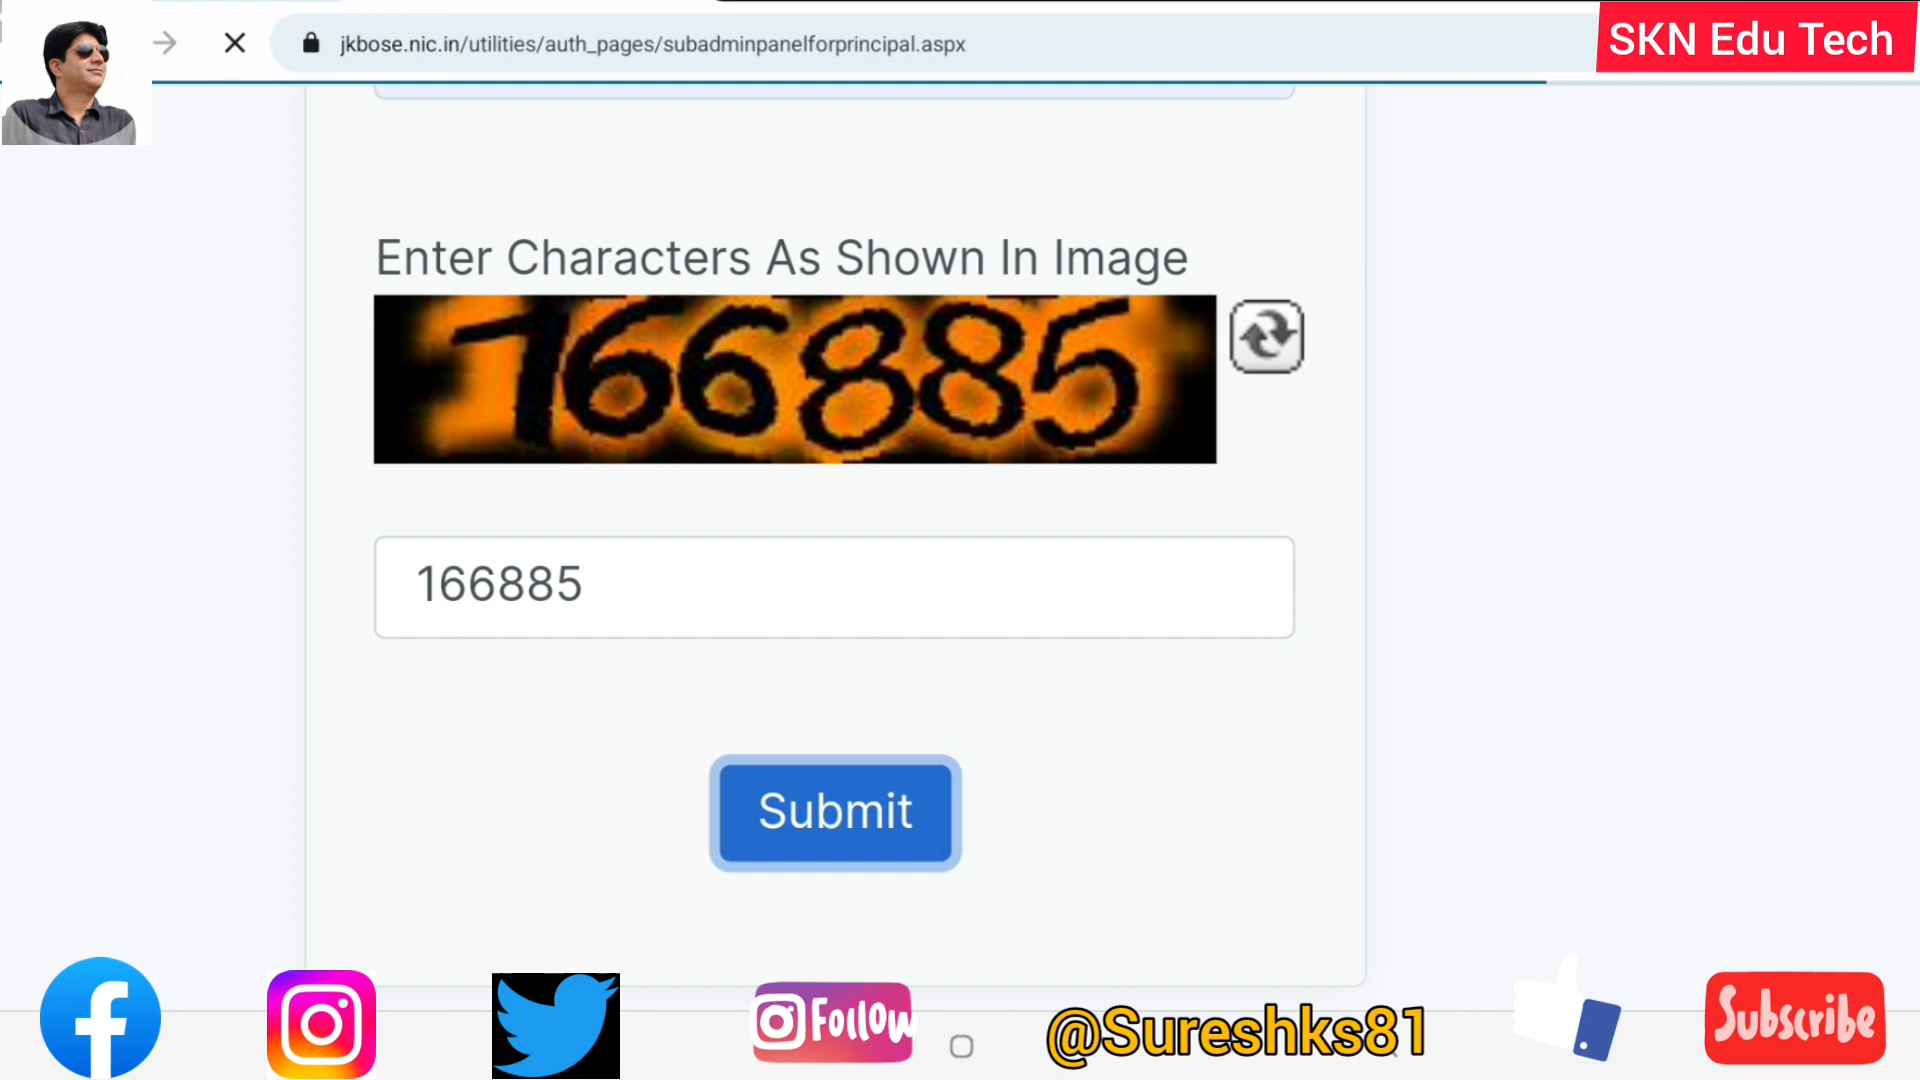 jkbose.nic.in/utilities/auth_pages/subadminpanelforprincipal.aspx
SKN Edu Tech
Enter Characters As Shown In Image
166885
166885
Submit
Follow
@Sureshks81
Subscribe